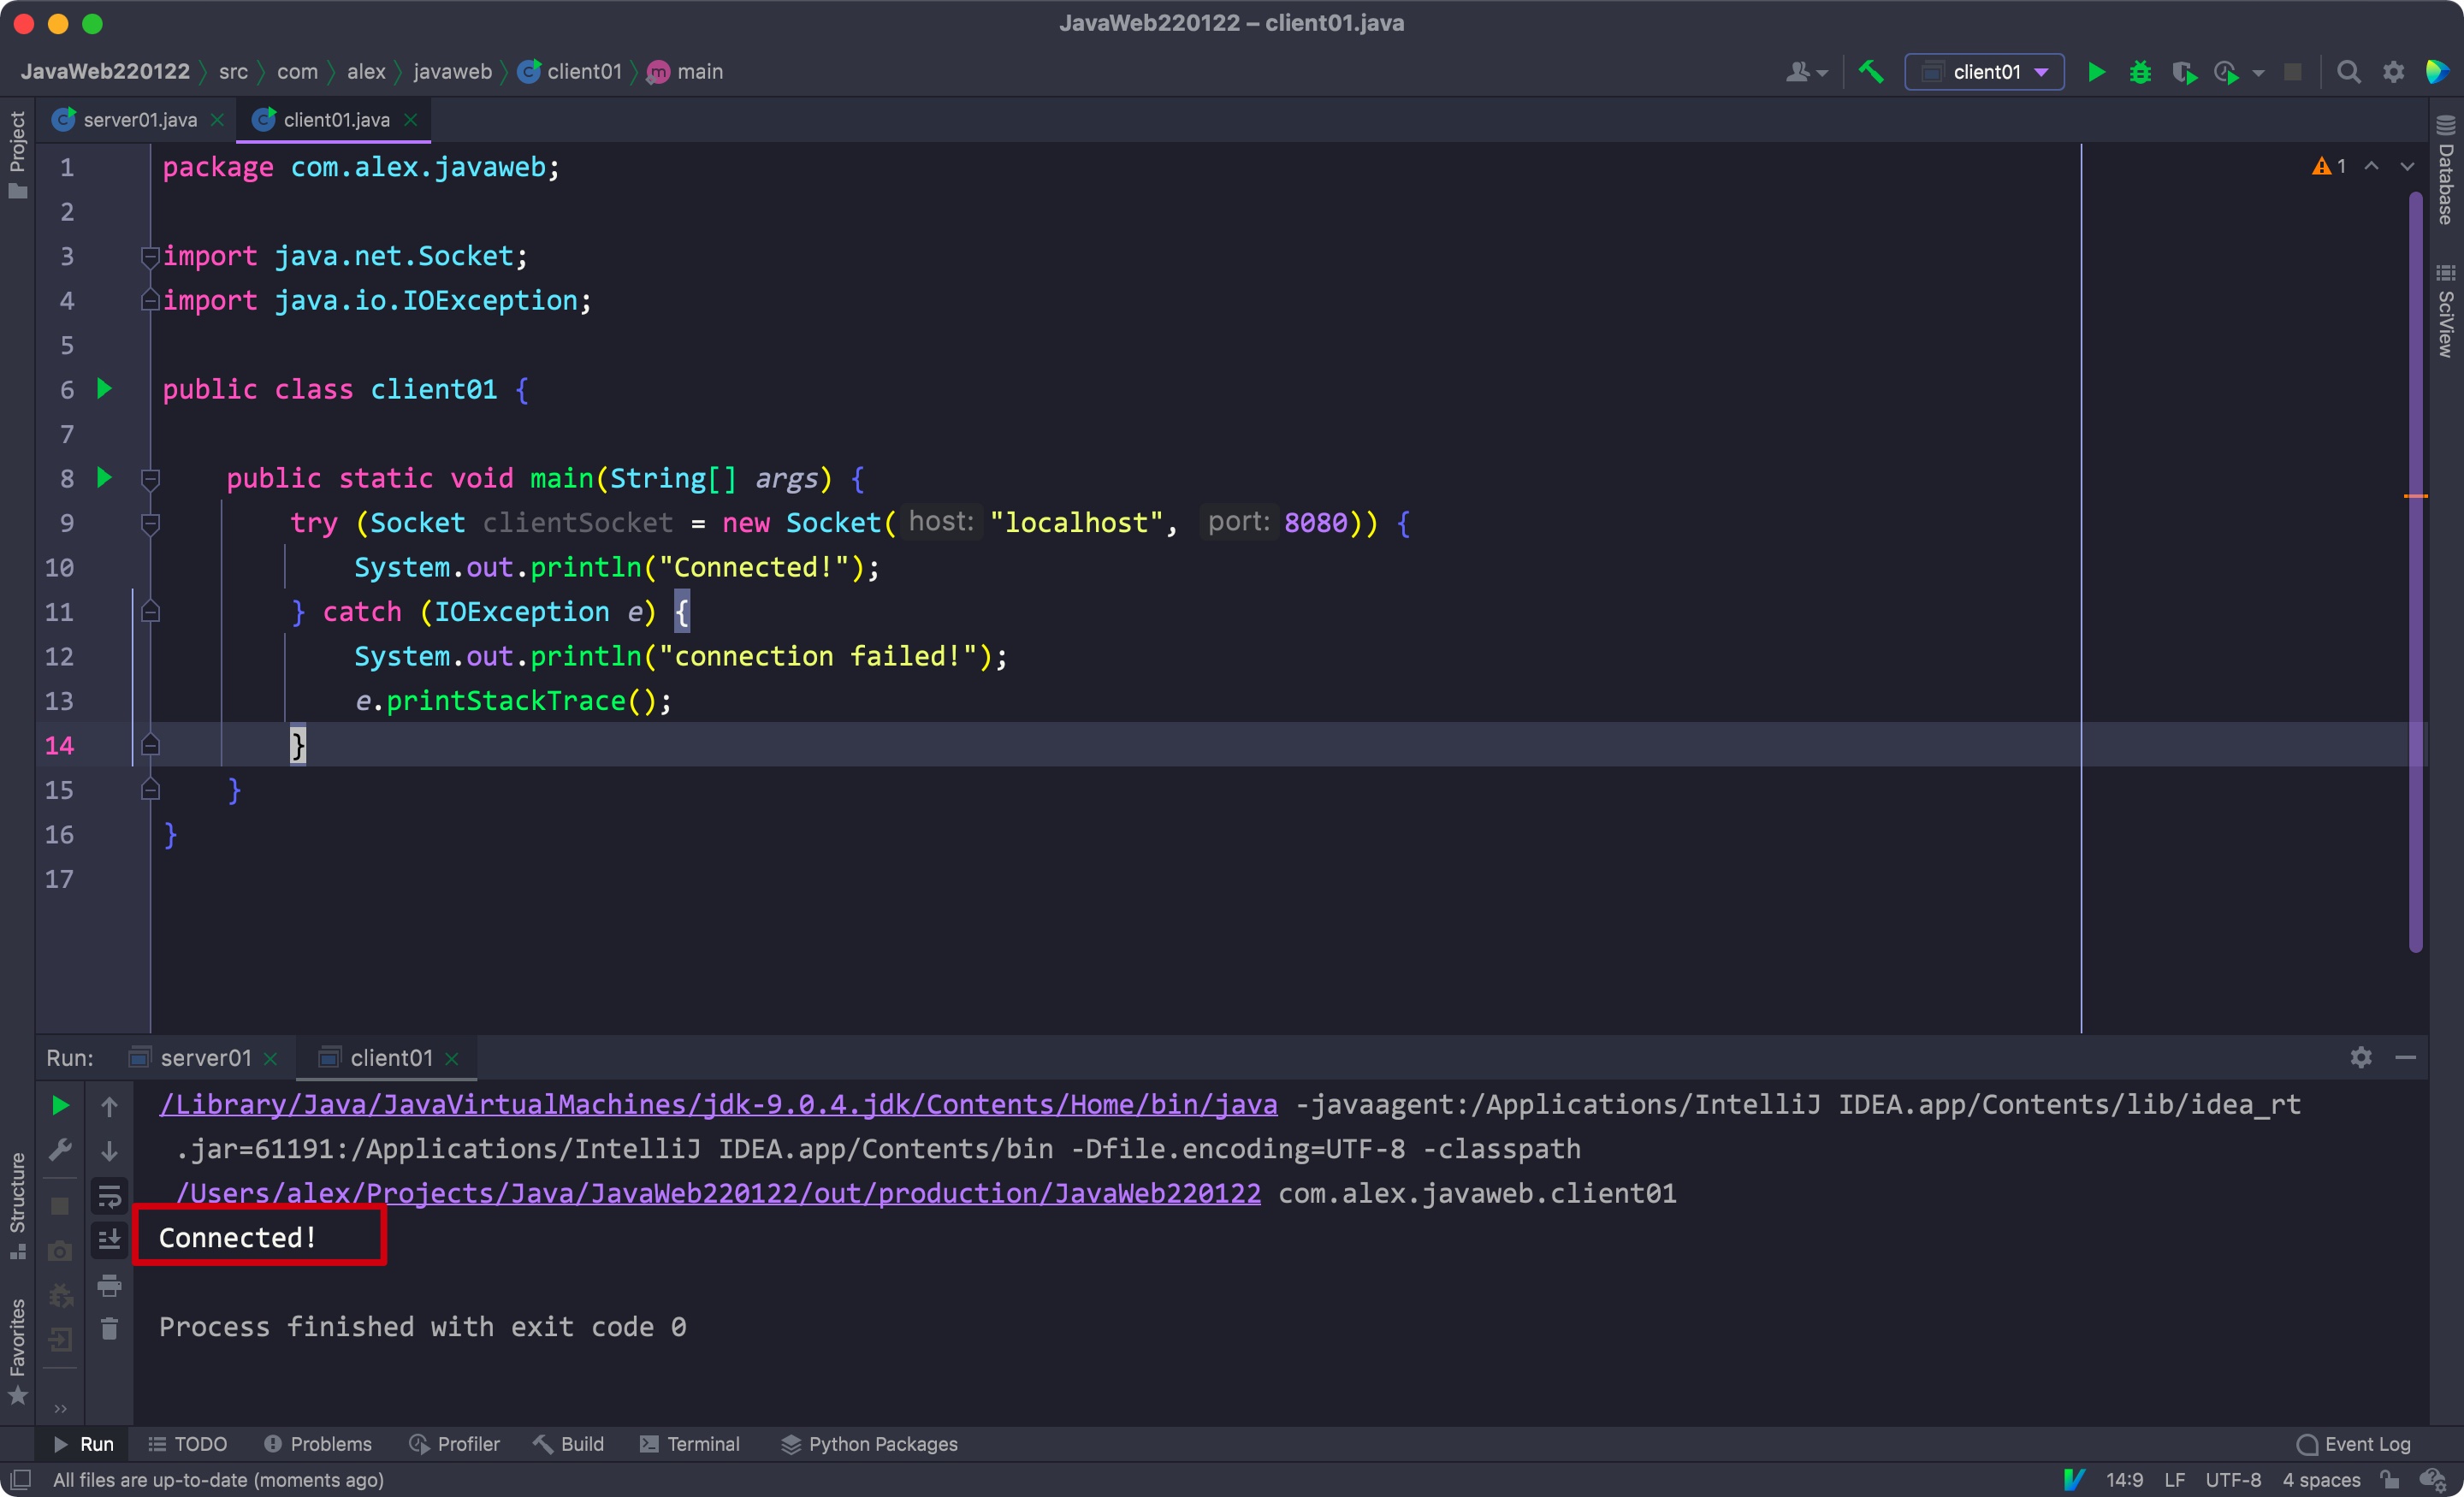 JavaWeb220122 – client01.java
JavaWeb220122 src com alex javaweb client01 main
client01
server01.java client01.java
Project
Database
SciView
1
1 package com.alex.javaweb;
2
3 import java.net.Socket;
4 import java.io.IOException;
5
6 public class client01 {
7
8 public static void main(String[] args) {
9 try (Socket clientSocket = new Socket( host: "localhost", port: 8080)) {
10 System.out.println("Connected!");
11 } catch (IOException e) {
12 System.out.println("connection failed!");
13 e.printStackTrace();
14 }
15 }
16 }
17
Run: server01 client01
/Library/Java/JavaVirtualMachines/jdk-9.0.4.jdk/Contents/Home/bin/java -javaagent:/Applications/IntelliJ IDEA.app/Contents/lib/idea_rt
.jar=61191:/Applications/IntelliJ IDEA.app/Contents/bin -Dfile.encoding=UTF-8 -classpath
/Users/alex/Projects/Java/JavaWeb220122/out/production/JavaWeb220122 com.alex.javaweb.client01
Connected!
Process finished with exit code 0
Structure
Favorites
Run TODO Problems Profiler Build Terminal Python Packages Event Log
All files are up-to-date (moments ago) 14:9 LF UTF-8 4 spaces